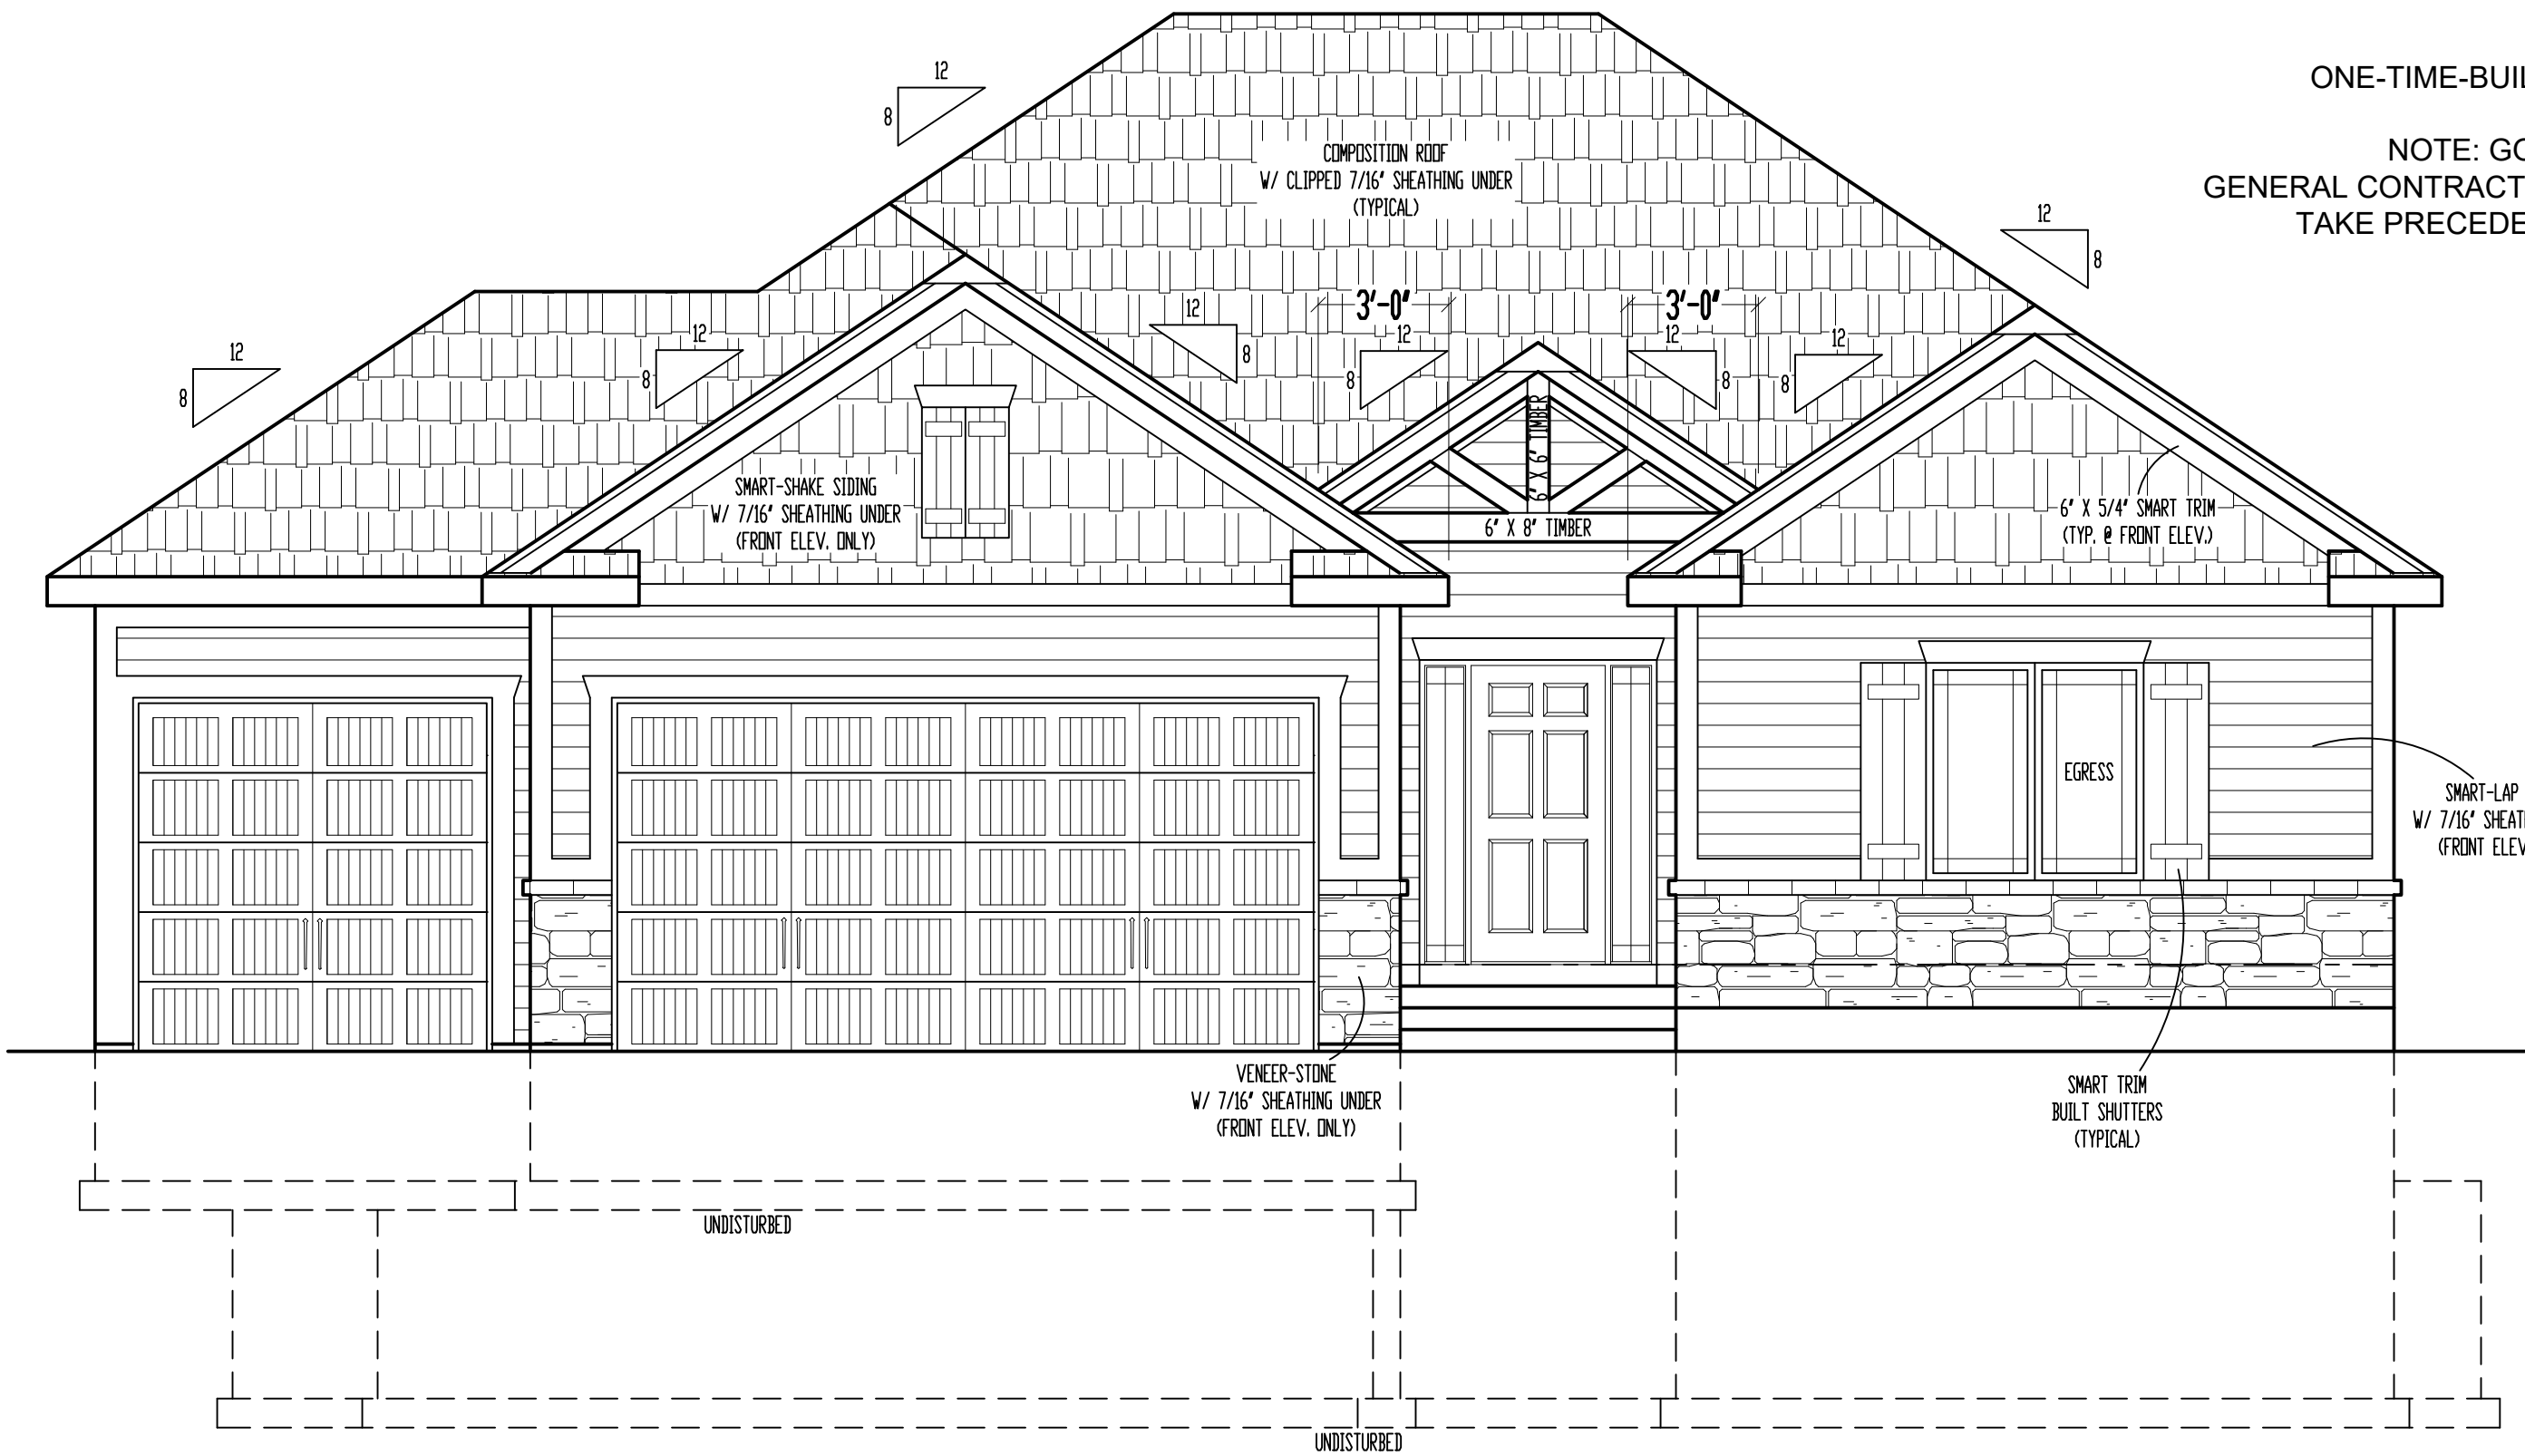 ONE-TIME-BUIL
NOTE: GO
GENERAL CONTRACT
TAKE PRECEDE
12
8
COMPOSITION ROOF
W/ CLIPPED 7/16" SHEATHING UNDER
(TYPICAL)
12
8
3'-0"
3'-0"
12
8
12
8
12
8
12
8
12
8
12
8
6" X 6" TIMBER
6" X 8" TIMBER
SMART-SHAKE SIDING
W/ 7/16" SHEATHING UNDER
(FRONT ELEV. ONLY)
6" X 5/4" SMART TRIM
(TYP. @ FRONT ELEV.)
EGRESS
SMART-LAP
W/ 7/16" SHEAT
(FRONT ELEV
VENEER-STONE
W/ 7/16" SHEATHING UNDER
(FRONT ELEV. ONLY)
SMART TRIM
BUILT SHUTTERS
(TYPICAL)
UNDISTURBED
UNDISTURBED